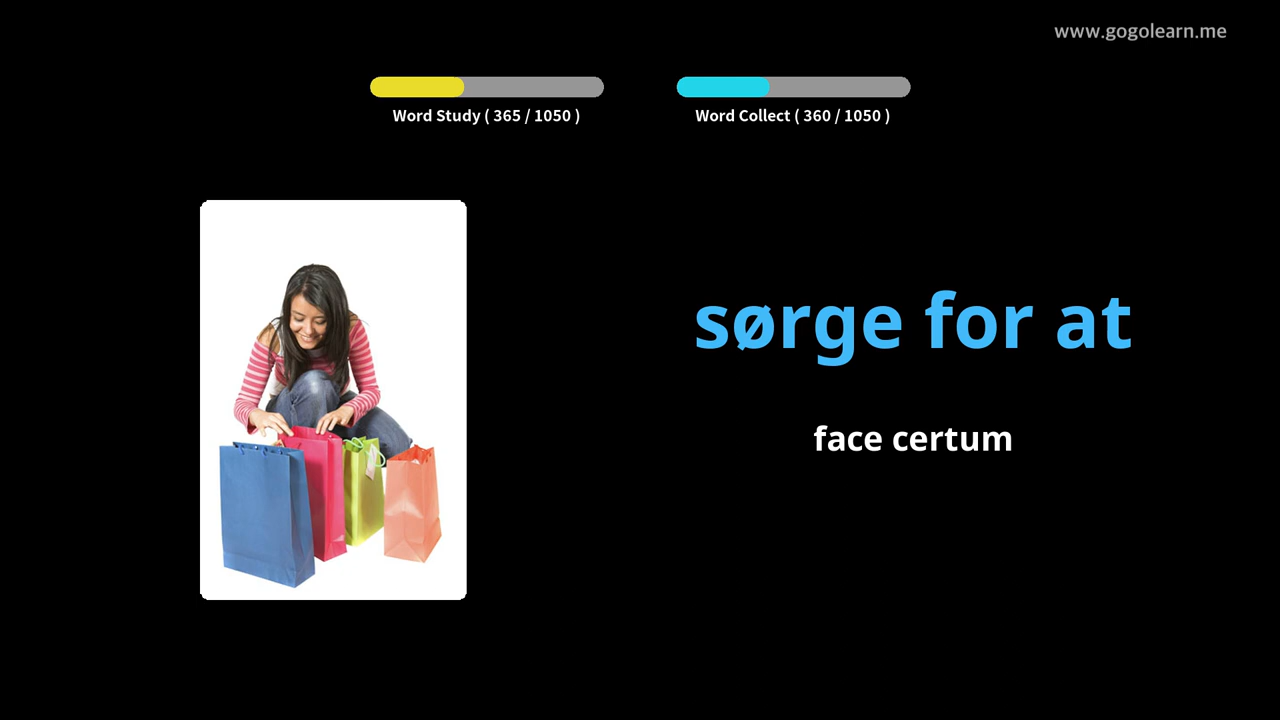 www.gogolearn.me
Word Study ( 365 / 1050 )
Word Collect ( 360 / 1050 )
sørge for at
face certum